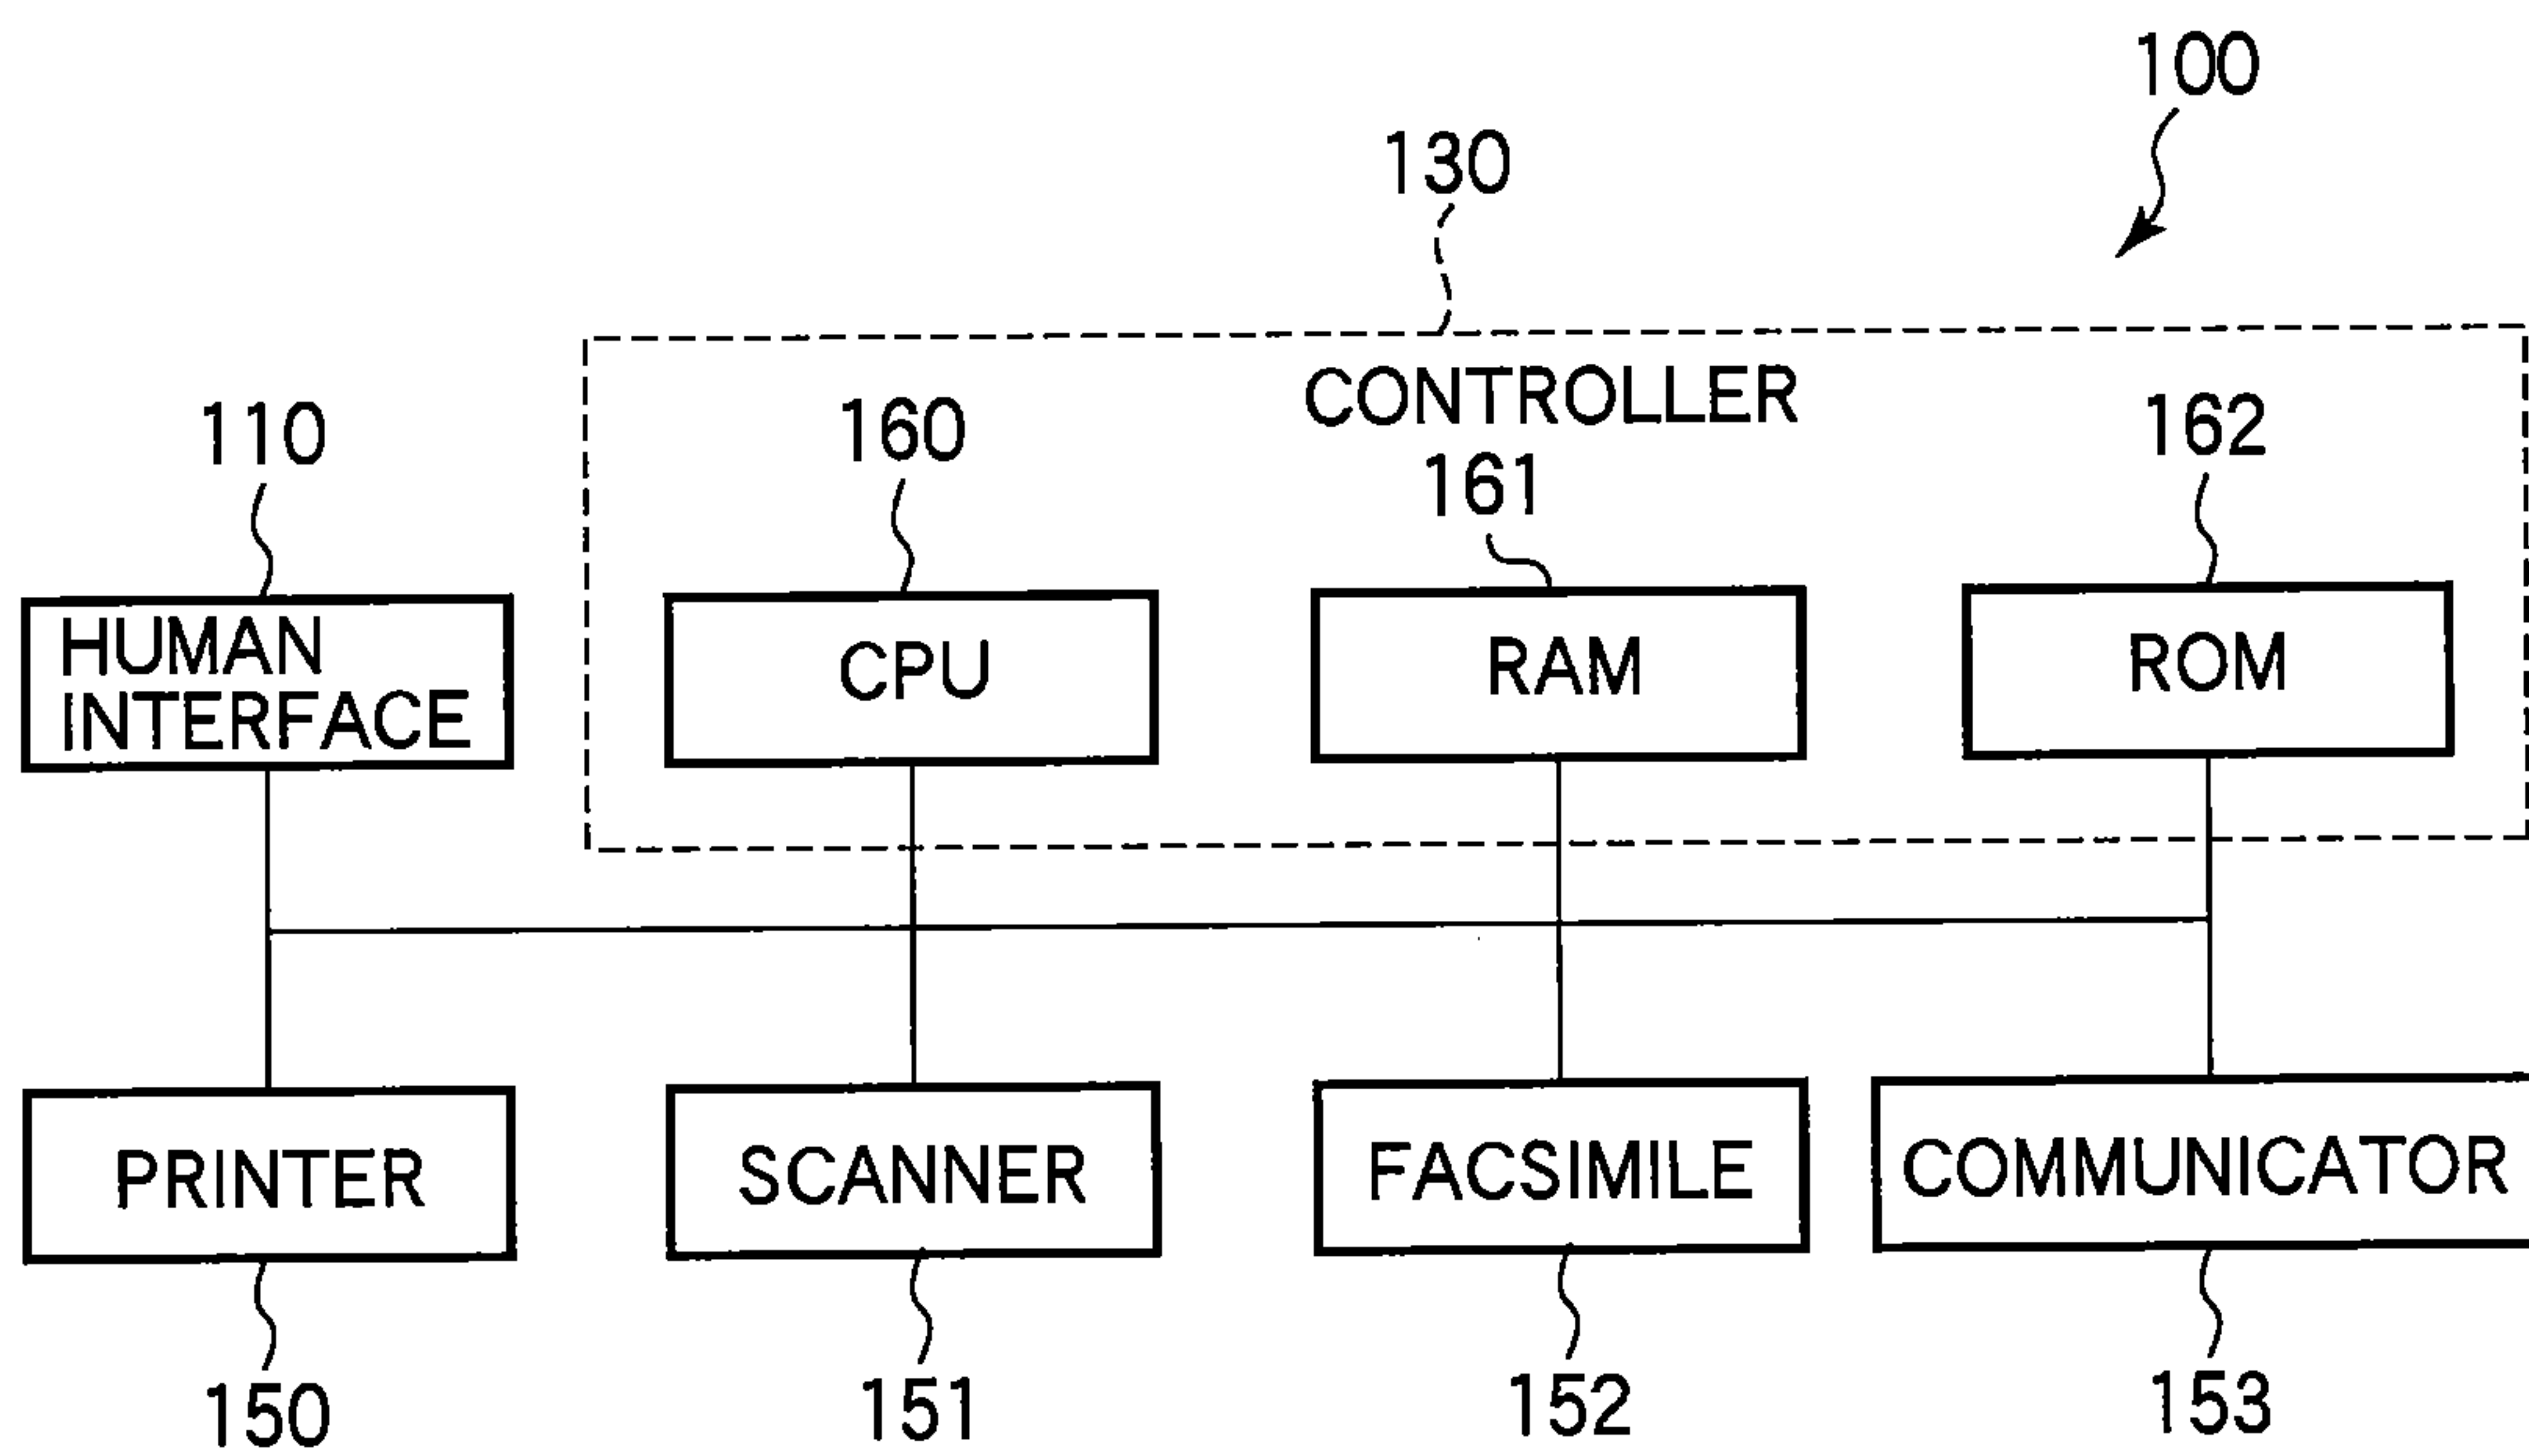 100
130
CONTROLLER
110
160
161
162
HUMAN
INTERFACE
CPU
RAM
ROM
PRINTER
SCANNER
FACSIMILE
COMMUNICATOR
150
151
152
153